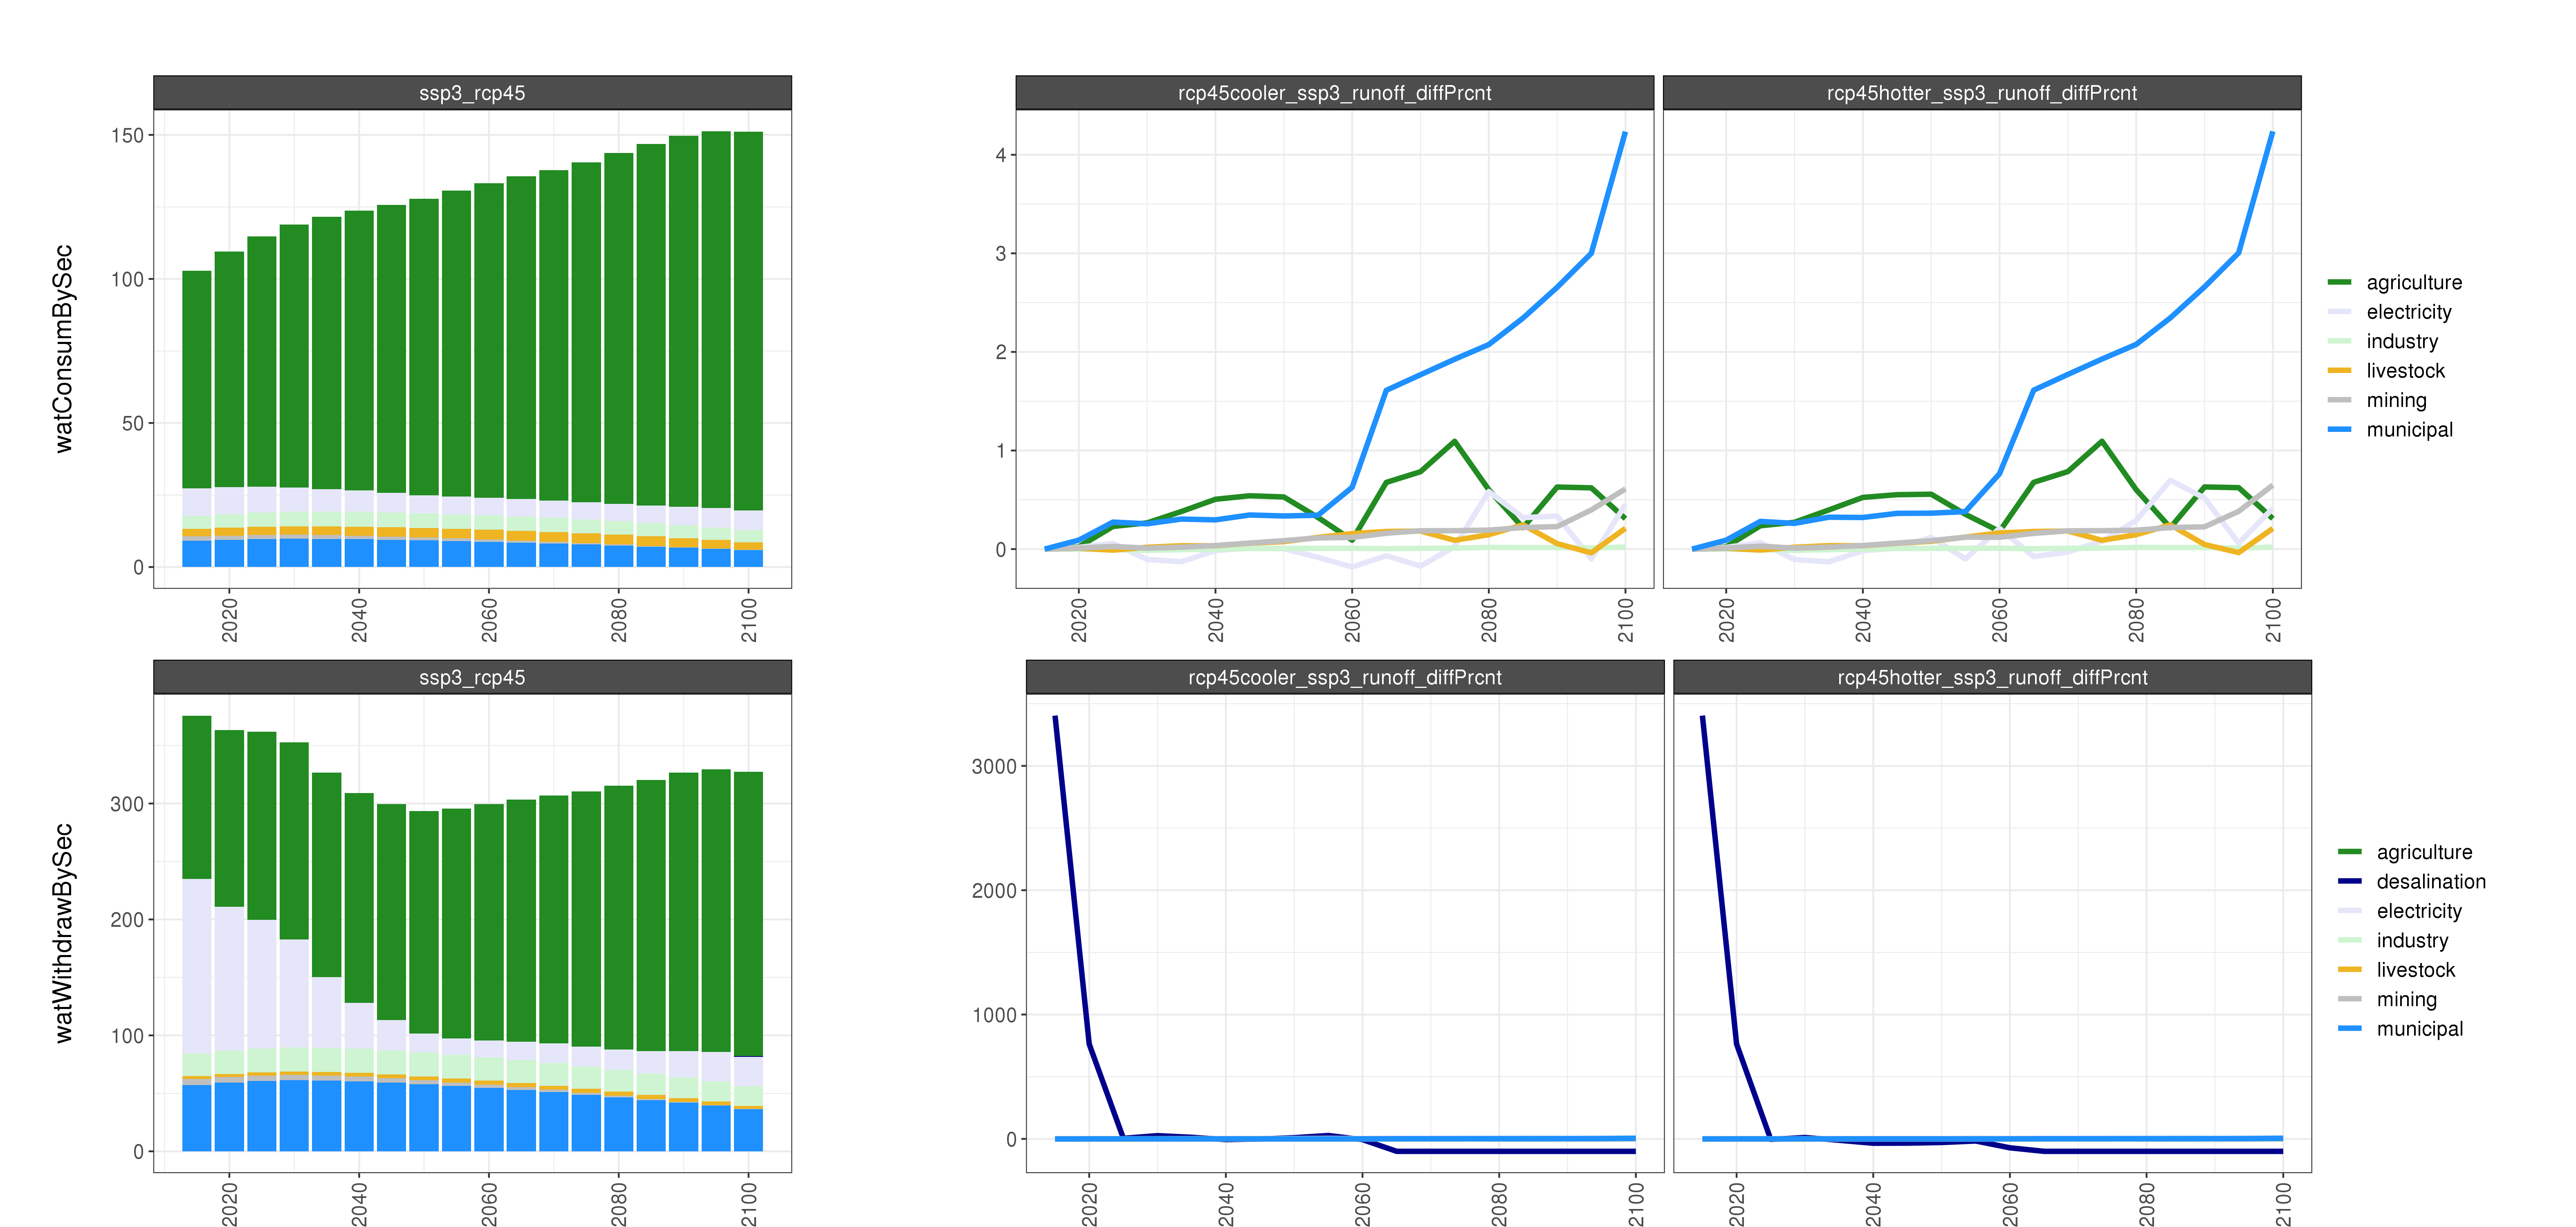 ssp3_rcp45
rcp45cooler_ssp3_runoff_diffPrcnt
rcp45hotter_ssp3_runoff_diffPrcnt
watConsumBySec
150
100
50
0
2020
2040
2060
2080
2100
4
3
2
1
0
2020
2040
2060
2080
2100
2020
2040
2060
2080
2100
agriculture
electricity
industry
livestock
mining
municipal
ssp3_rcp45
rcp45cooler_ssp3_runoff_diffPrcnt
rcp45hotter_ssp3_runoff_diffPrcnt
watWithdrawBySec
300
200
100
0
2020
2040
2060
2080
2100
3000
2000
1000
0
2020
2040
2060
2080
2100
2020
2040
2060
2080
2100
agriculture
desalination
electricity
industry
livestock
mining
municipal